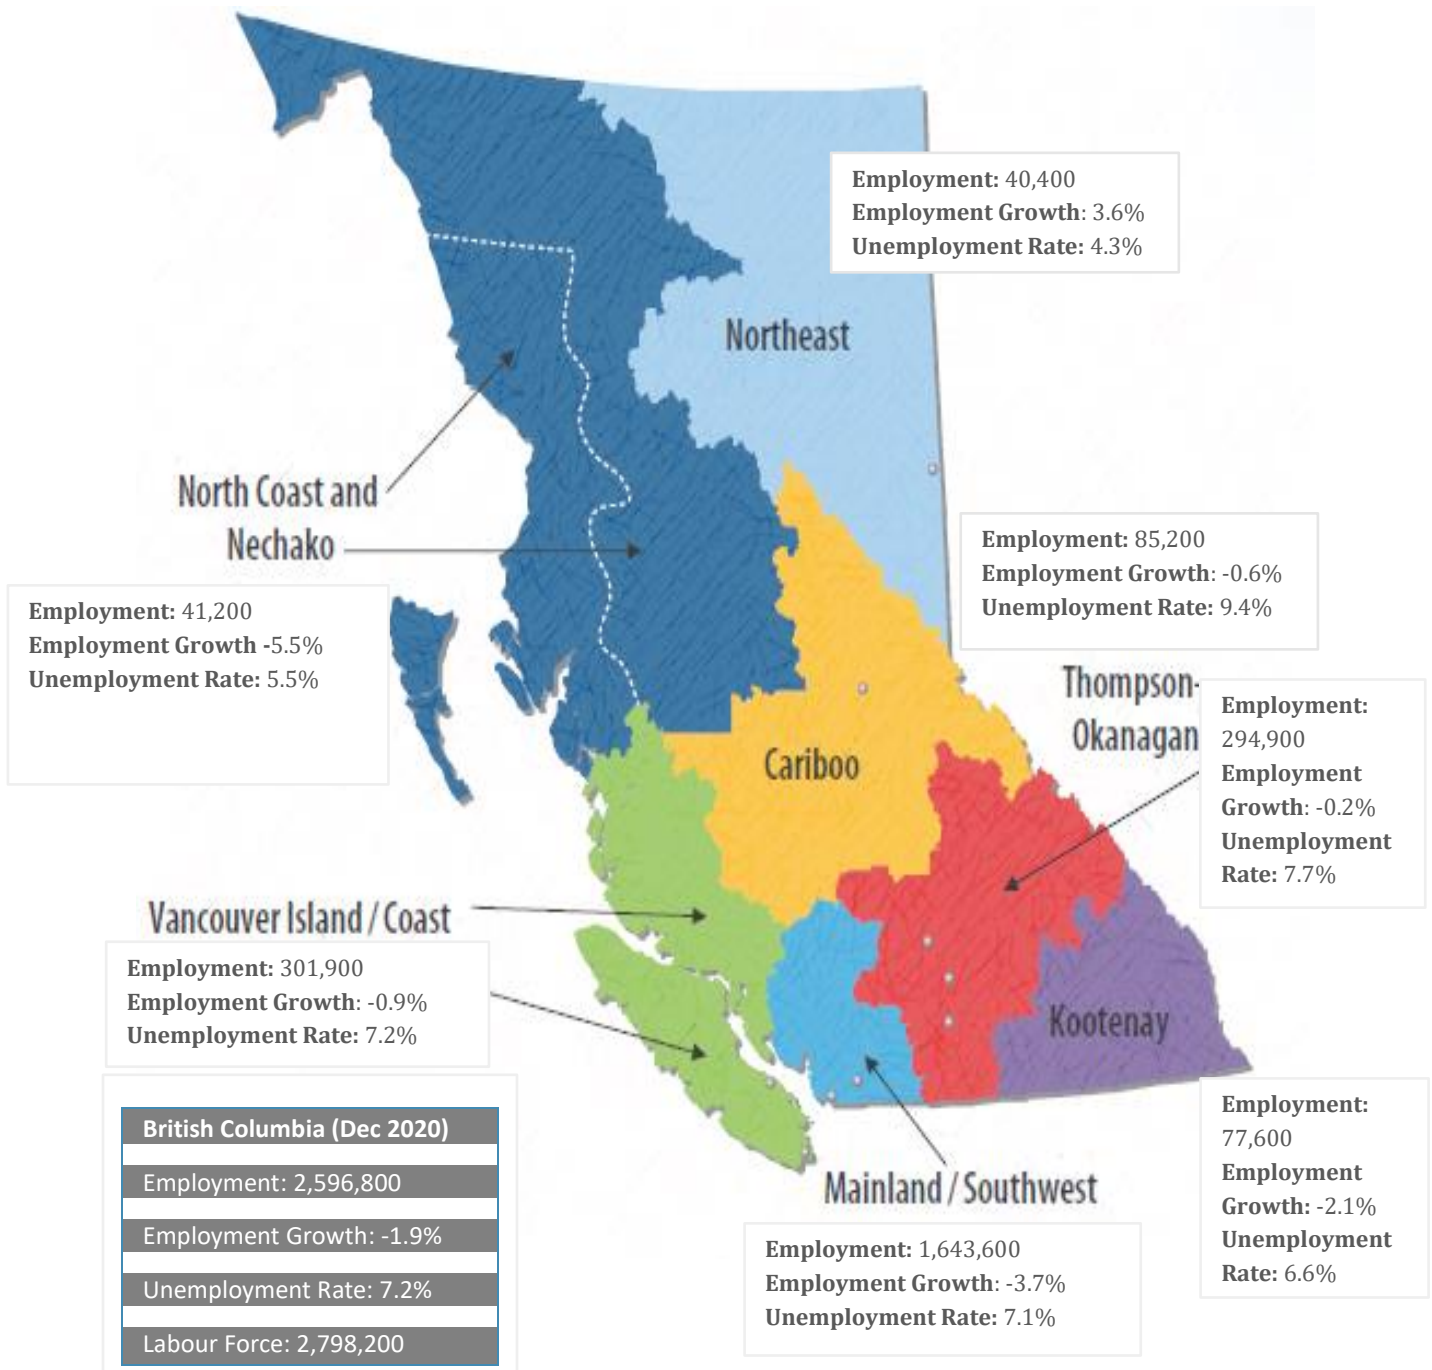 Employment: 40,400
Employment Growth: 3.6%
Unemployment Rate: 4.3%
Northeast
North Coast and
Nechako
Employment: 41,200
Employment Growth -5.5%
Unemployment Rate: 5.5%
Employment: 85,200
Employment Growth: -0.6%
Unemployment Rate: 9.4%
Cariboo
Thompson-
Okanagan
Employment:
294,900
Employment
Growth: -0.2%
Unemployment
Rate: 7.7%
Vancouver Island / Coast
Employment: 301,900
Employment Growth: -0.9%
Unemployment Rate: 7.2%
Kootenay
Employment:
77,600
Employment
Growth: -2.1%
Unemployment
Rate: 6.6%
Mainland / Southwest
Employment: 1,643,600
Employment Growth: -3.7%
Unemployment Rate: 7.1%
British Columbia (Dec 2020)
Employment: 2,596,800
Employment Growth: -1.9%
Unemployment Rate: 7.2%
Labour Force: 2,798,200